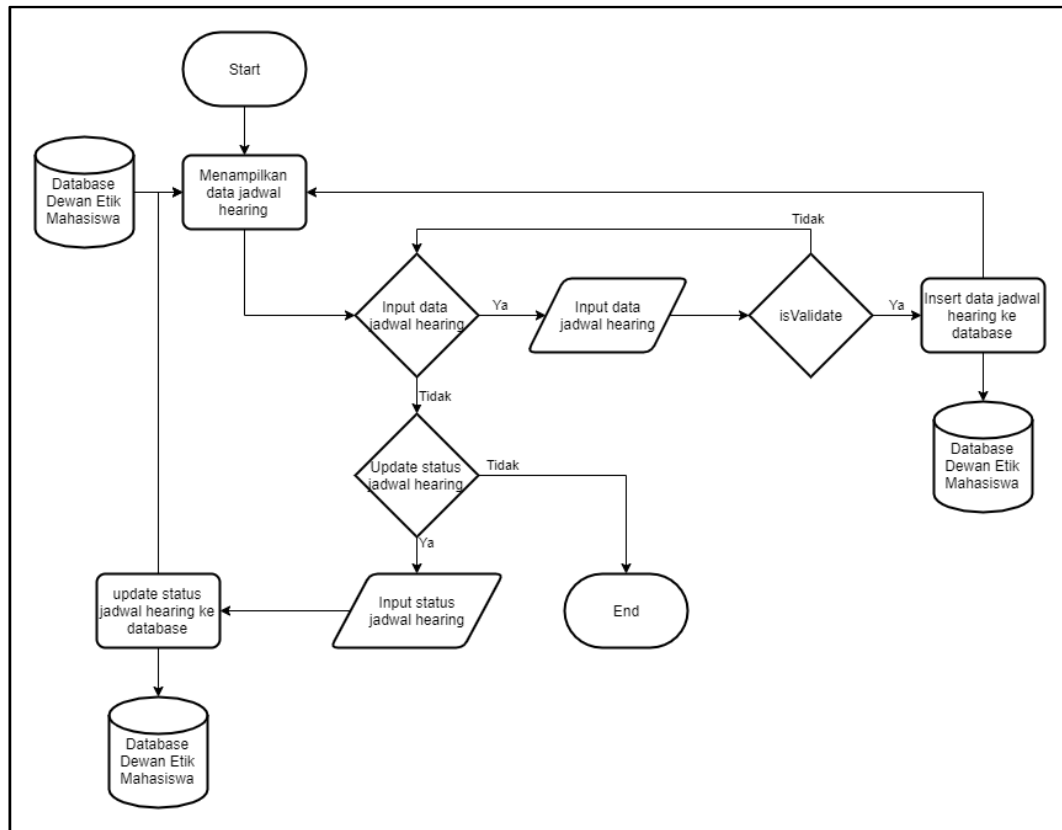 Start
Database
Dewan Etik
Mahasiswa
Menampilkan
data jadwal
hearing
Tidak
Input data
jadwal hearing
Ya
Input data
jadwal hearing
isValidate
Ya
Insert data jadwal
hearing ke
database
Tidak
Database
Dewan Etik
Mahasiswa
Update status
jadwal hearing
Tidak
Ya
update status
jadwal hearing ke
database
Input status
jadwal hearing
End
Database
Dewan Etik
Mahasiswa